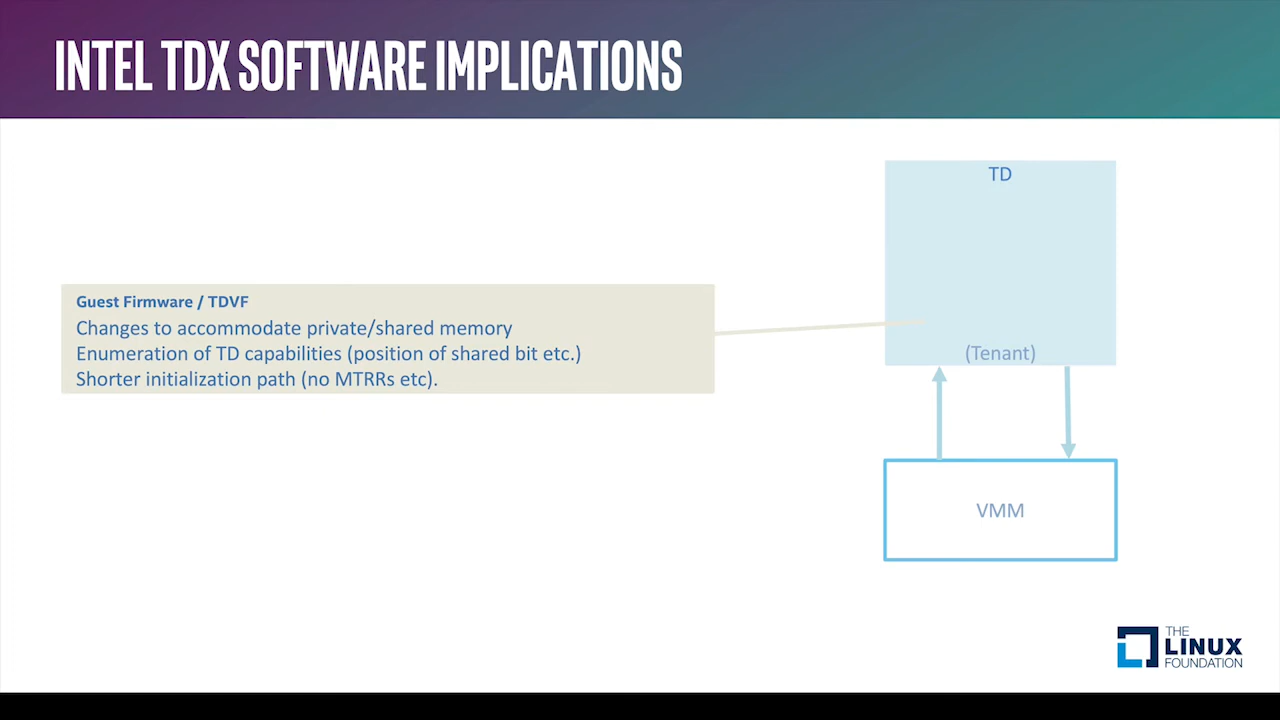 INTEL TDX SOFTWARE IMPLICATIONS
TD
Guest Firmware / TDVF
Changes to accommodate private/shared memory
Enumeration of TD capabilities (position of shared bit etc.)
Shorter initialization path (no MTRRs etc).
(Tenant)
VMM
THE
LINUX
FOUNDATION